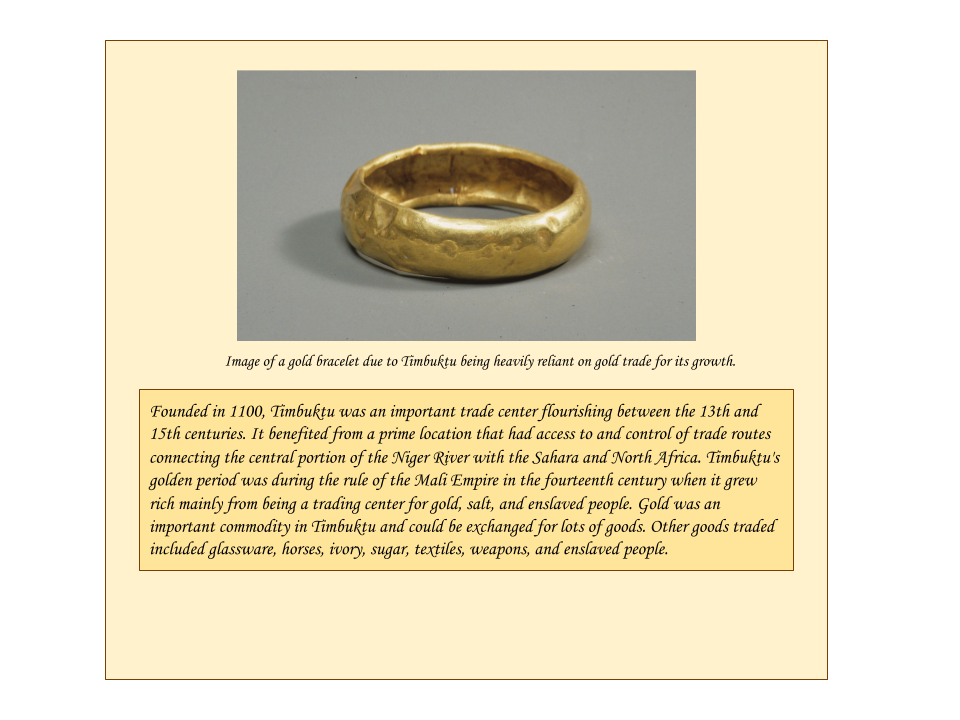 Image of a gold bracelet due to Timbuktu being heavily reliant on gold trade for its growth.
Founded in 1100, Timbuktu was an important trade center flourishing between the 13th and
15th centuries. It benefited from a prime location that had access to and control of trade routes
connecting the central portion of the Niger River with the Sahara and North Africa. Timbuktu's
golden period was during the rule of the Mali Empire in the fourteenth century when it grew
rich mainly from being a trading center for gold, salt, and enslaved people. Gold was an
important commodity in Timbuktu and could be exchanged for lots of goods. Other goods traded
included glassware, horses, ivory, sugar, textiles, weapons, and enslaved people.